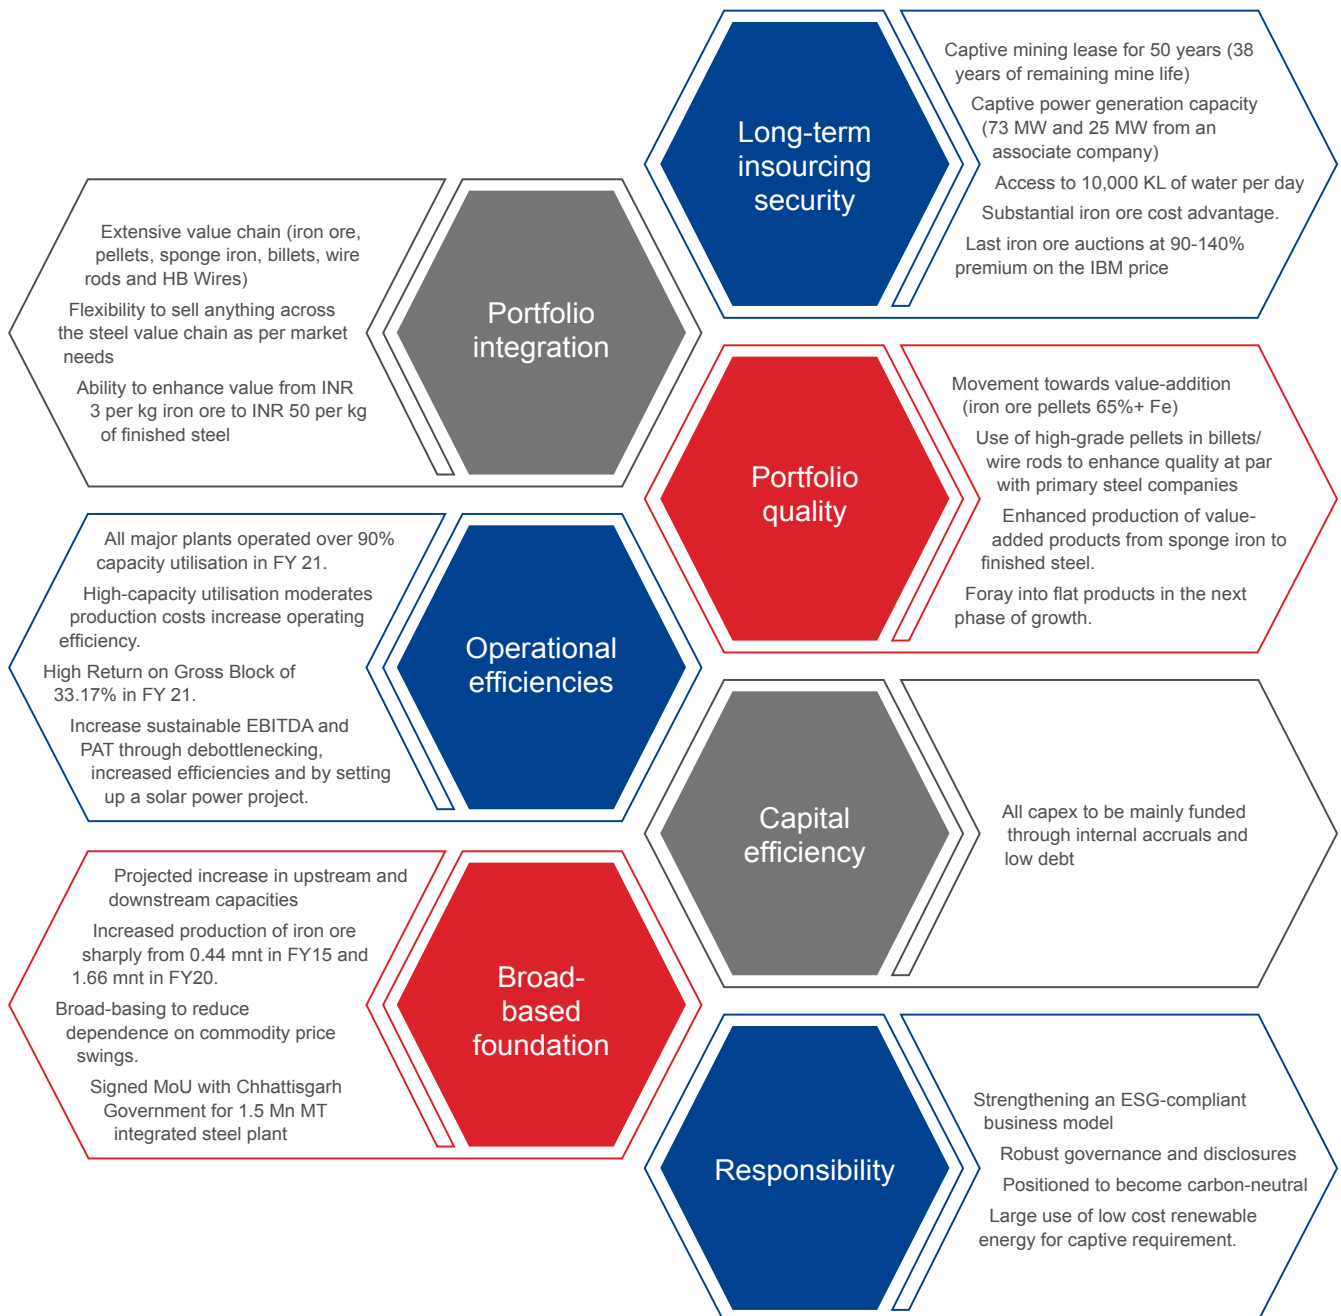 Long-term
insourcing
security
Captive mining lease for 50 years (38
years of remaining mine life)
Captive power generation capacity
(73 MW and 25 MW from an
associate company)
Access to 10,000 KL of water per day
Substantial iron ore cost advantage.
Last iron ore auctions at 90-140%
premium on the IBM price
Extensive value chain (iron ore,
pellets, sponge iron, billets, wire
rods and HB Wires)
Flexibility to sell anything across
the steel value chain as per market
needs
Ability to enhance value from INR
3 per kg iron ore to INR 50 per kg
of finished steel
Portfolio
integration
Portfolio
quality
Movement towards value-addition
(iron ore pellets 65%+ Fe)
Use of high-grade pellets in billets/
wire rods to enhance quality at par
with primary steel companies
Enhanced production of value-
added products from sponge iron to
finished steel.
Foray into flat products in the next
phase of growth.
All major plants operated over 90%
capacity utilisation in FY 21.
High-capacity utilisation moderates
production costs increase operating
efficiency.
High Return on Gross Block of
33.17% in FY 21.
Increase sustainable EBITDA and
PAT through debottlenecking,
increased efficiencies and by setting
up a solar power project.
Operational
efficiencies
Capital
efficiency
All capex to be mainly funded
through internal accruals and
low debt
Projected increase in upstream and
downstream capacities
Increased production of iron ore
sharply from 0.44 mnt in FY15 and
1.66 mnt in FY20.
Broad-basing to reduce
dependence on commodity price
swings.
Signed MoU with Chhattisgarh
Government for 1.5 Mn MT
integrated steel plant
Broad-
based
foundation
Responsibility
Strengthening an ESG-compliant
business model
Robust governance and disclosures
Positioned to become carbon-neutral
Large use of low cost renewable
energy for captive requirement.